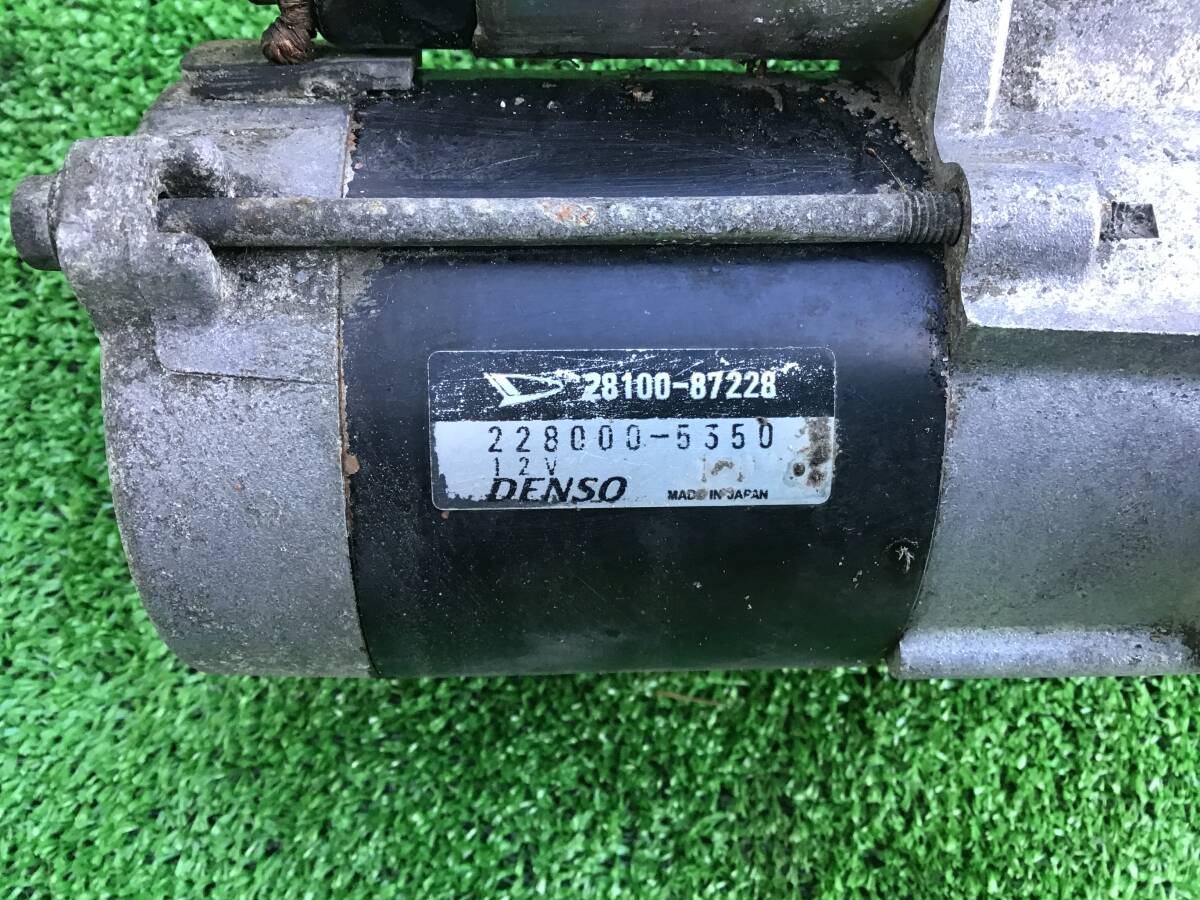 28100-87228
228000-5350
12V
DENSO MADE IN JAPAN